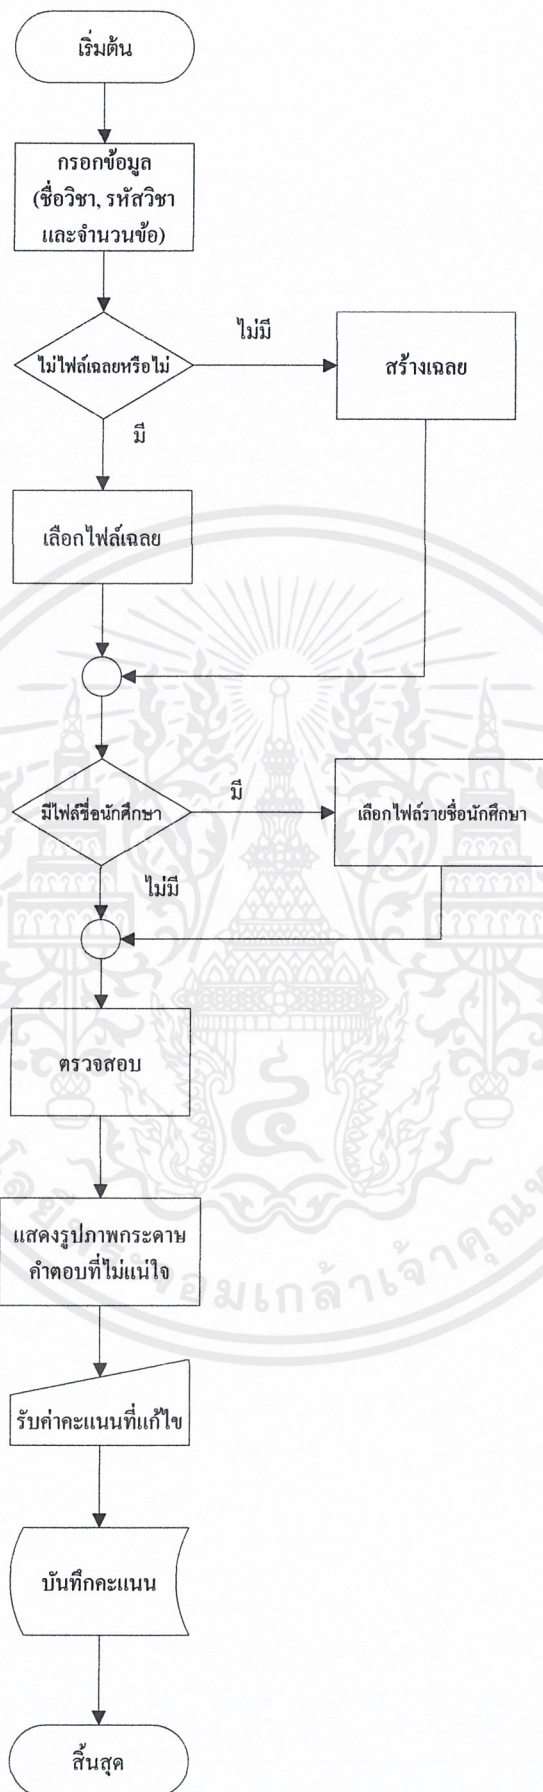 เริ่มต้น
กรอกข้อมูล
(ชื่อวิชา, รหัสวิชา
และจำนวนข้อ)
ไม่ไฟล์เฉลยหรือไม่
ไม่มี
สร้างเฉลย
มี
เลือกไฟล์เฉลย
มีไฟล์ชื่อนักศึกษา
มี
เลือกไฟล์รายชื่อนักศึกษา
ไม่มี
ตรวจสอบ
แสดงรูปภาพกระดาษ
คำตอบที่ไม่แน่ใจ
รับค่าคะแนนที่แก้ไข
บันทึกคะแนน
สิ้นสุด